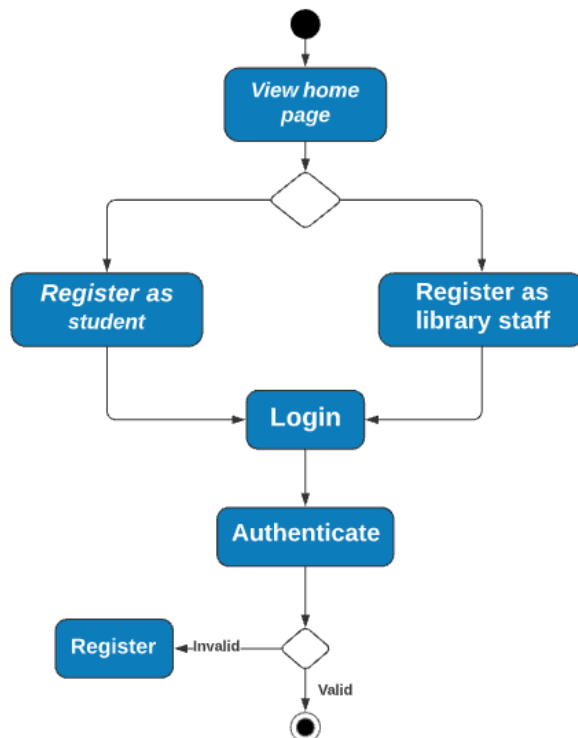 View home
page
Register as
student
Register as
library staff
Login
Authenticate
Register
Invalid
Valid